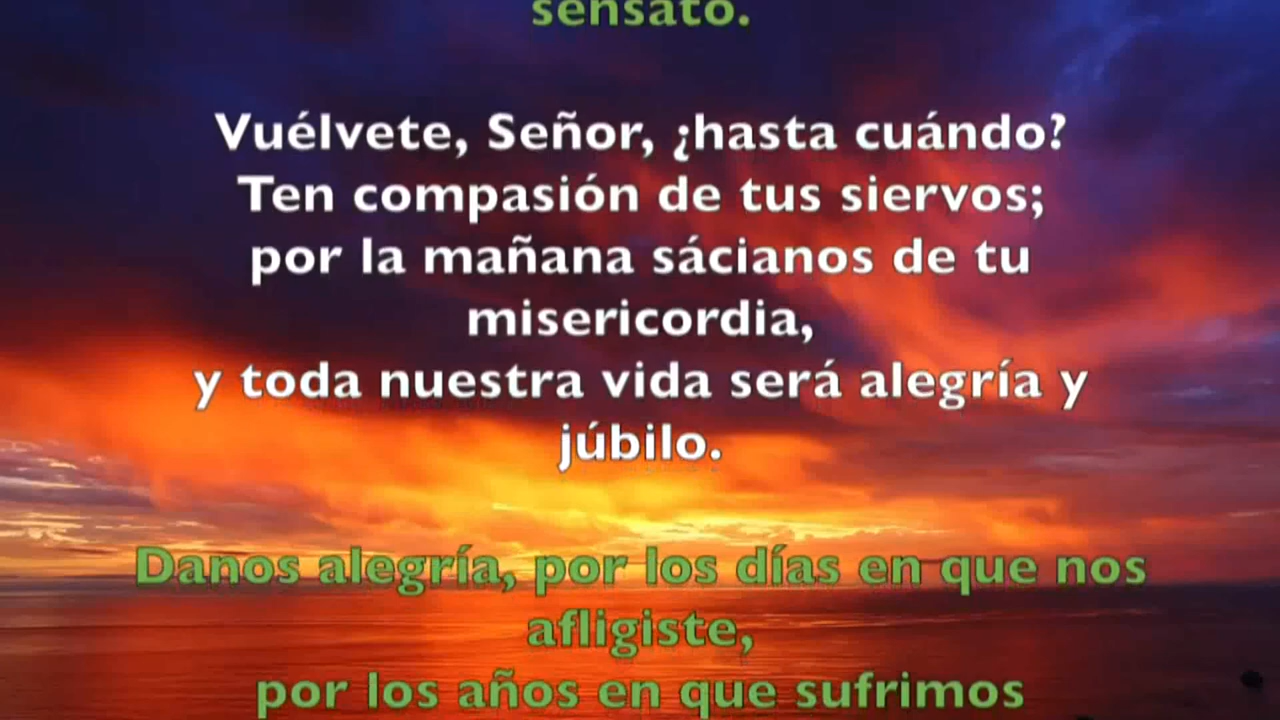 sensato.
Vuélvete, Señor, ¿hasta cuándo?
Ten compasión de tus siervos;
por la mañana sácianos de tu
misericordia,
y toda nuestra vida será alegría y
júbilo.
Danos alegría, por los días en que nos
afligiste,
por los años en que sufrimos